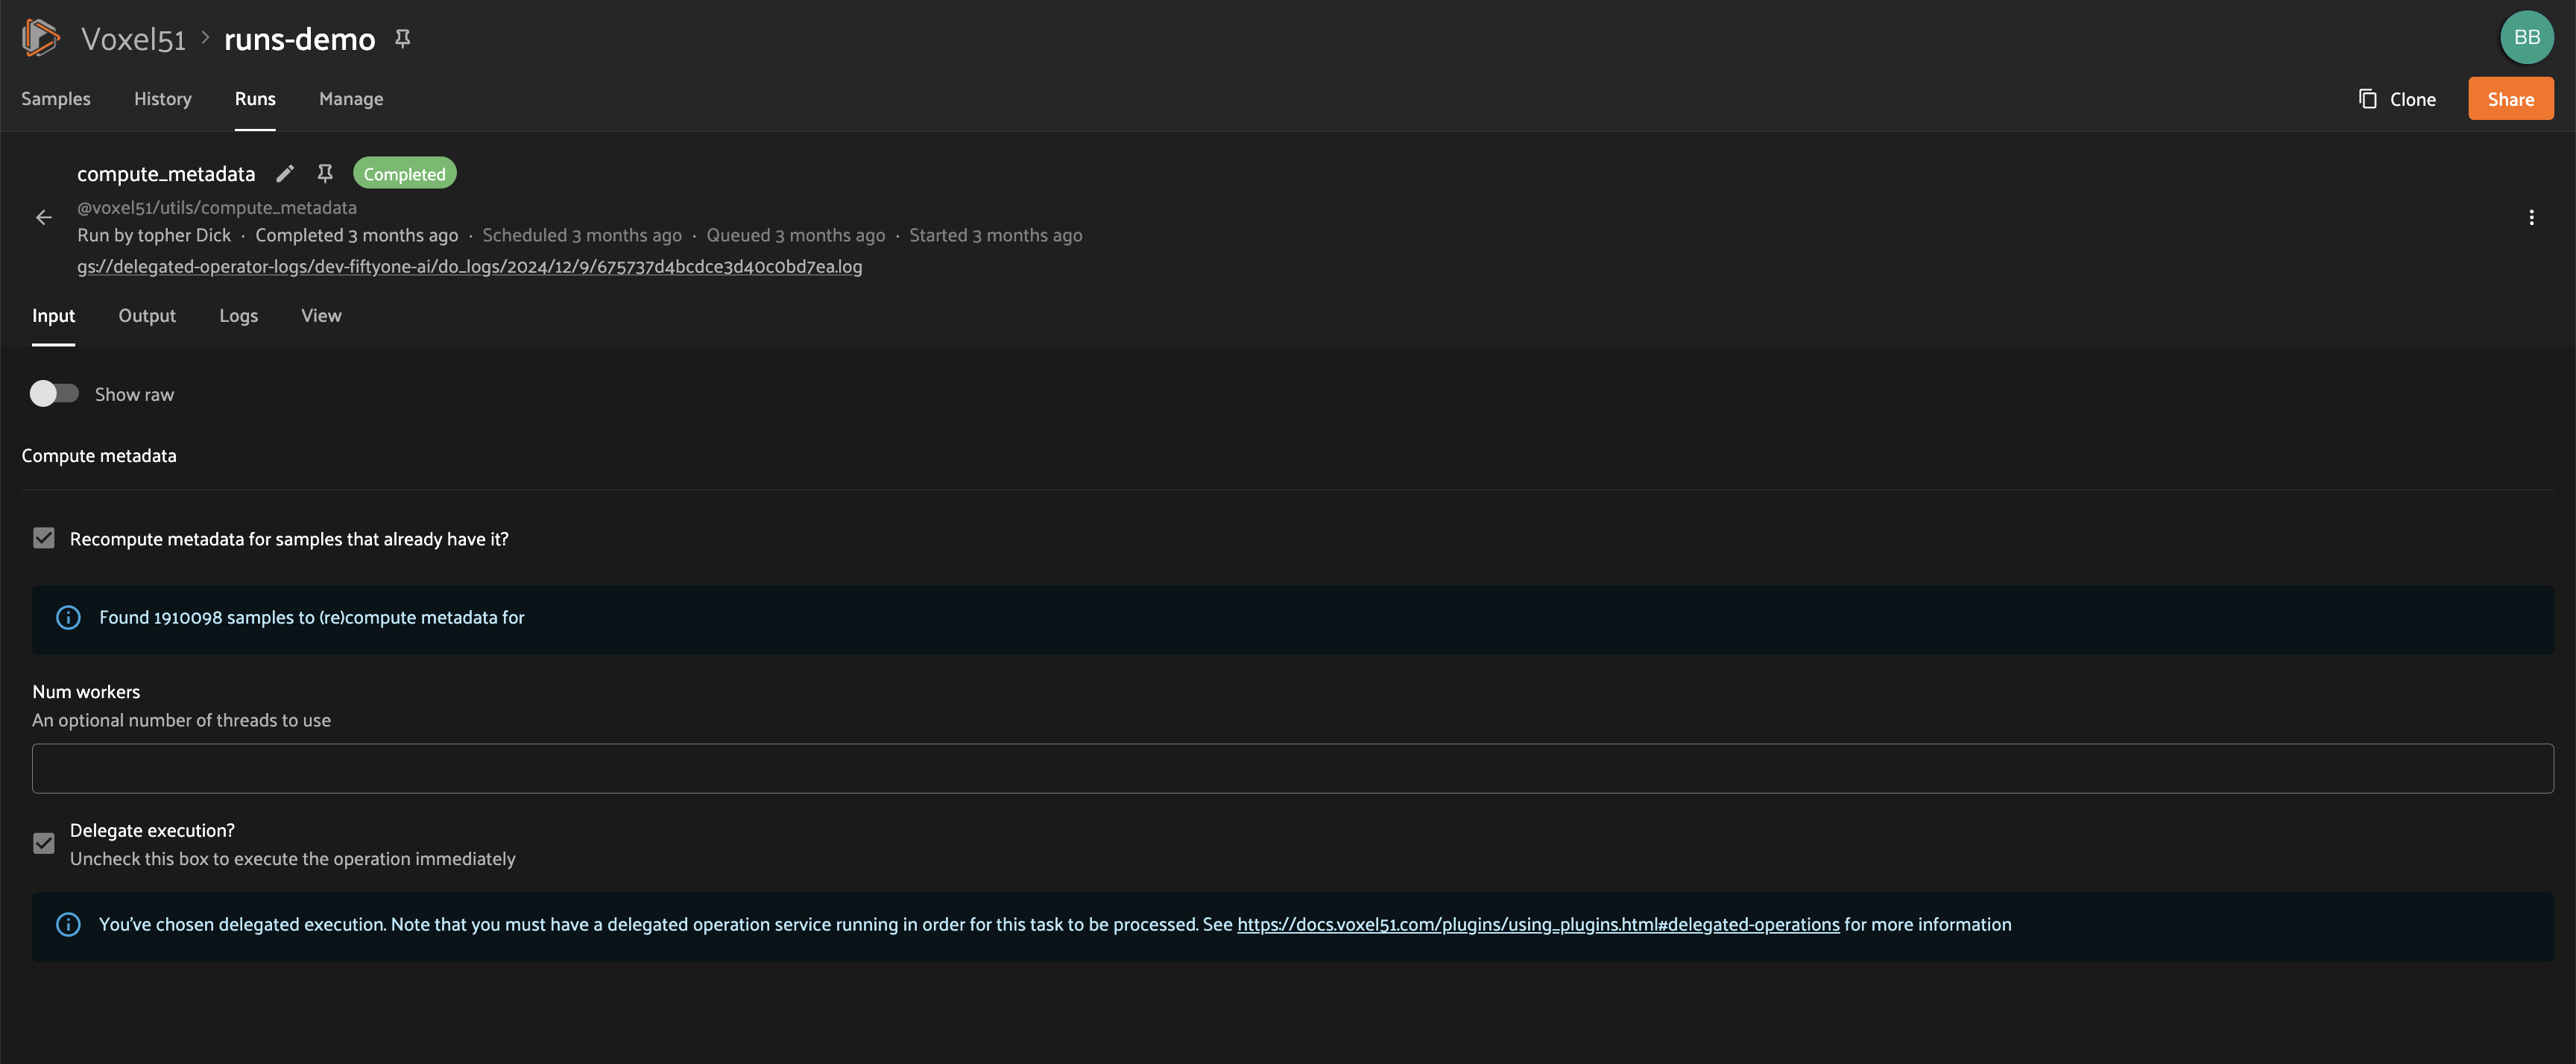 Voxel51 > runs-demo
BB
Samples History Runs Manage
Clone Share
compute_metadata Completed
@voxel51/utils/compute_metadata
Run by topher Dick · Completed 3 months ago · Scheduled 3 months ago · Queued 3 months ago · Started 3 months ago
gs://delegated-operator-logs/dev-fiftyone-ai/do_logs/2024/12/9/675737d4bcdce3d40c0bd7ea.log
Input Output Logs View
Show raw
Compute metadata
Recompute metadata for samples that already have it?
Found 1910098 samples to (re)compute metadata for
Num workers
An optional number of threads to use
Delegate execution?
Uncheck this box to execute the operation immediately
You've chosen delegated execution. Note that you must have a delegated operation service running in order for this task to be processed. See https://docs.voxel51.com/plugins/using_plugins.html#delegated-operations for more information